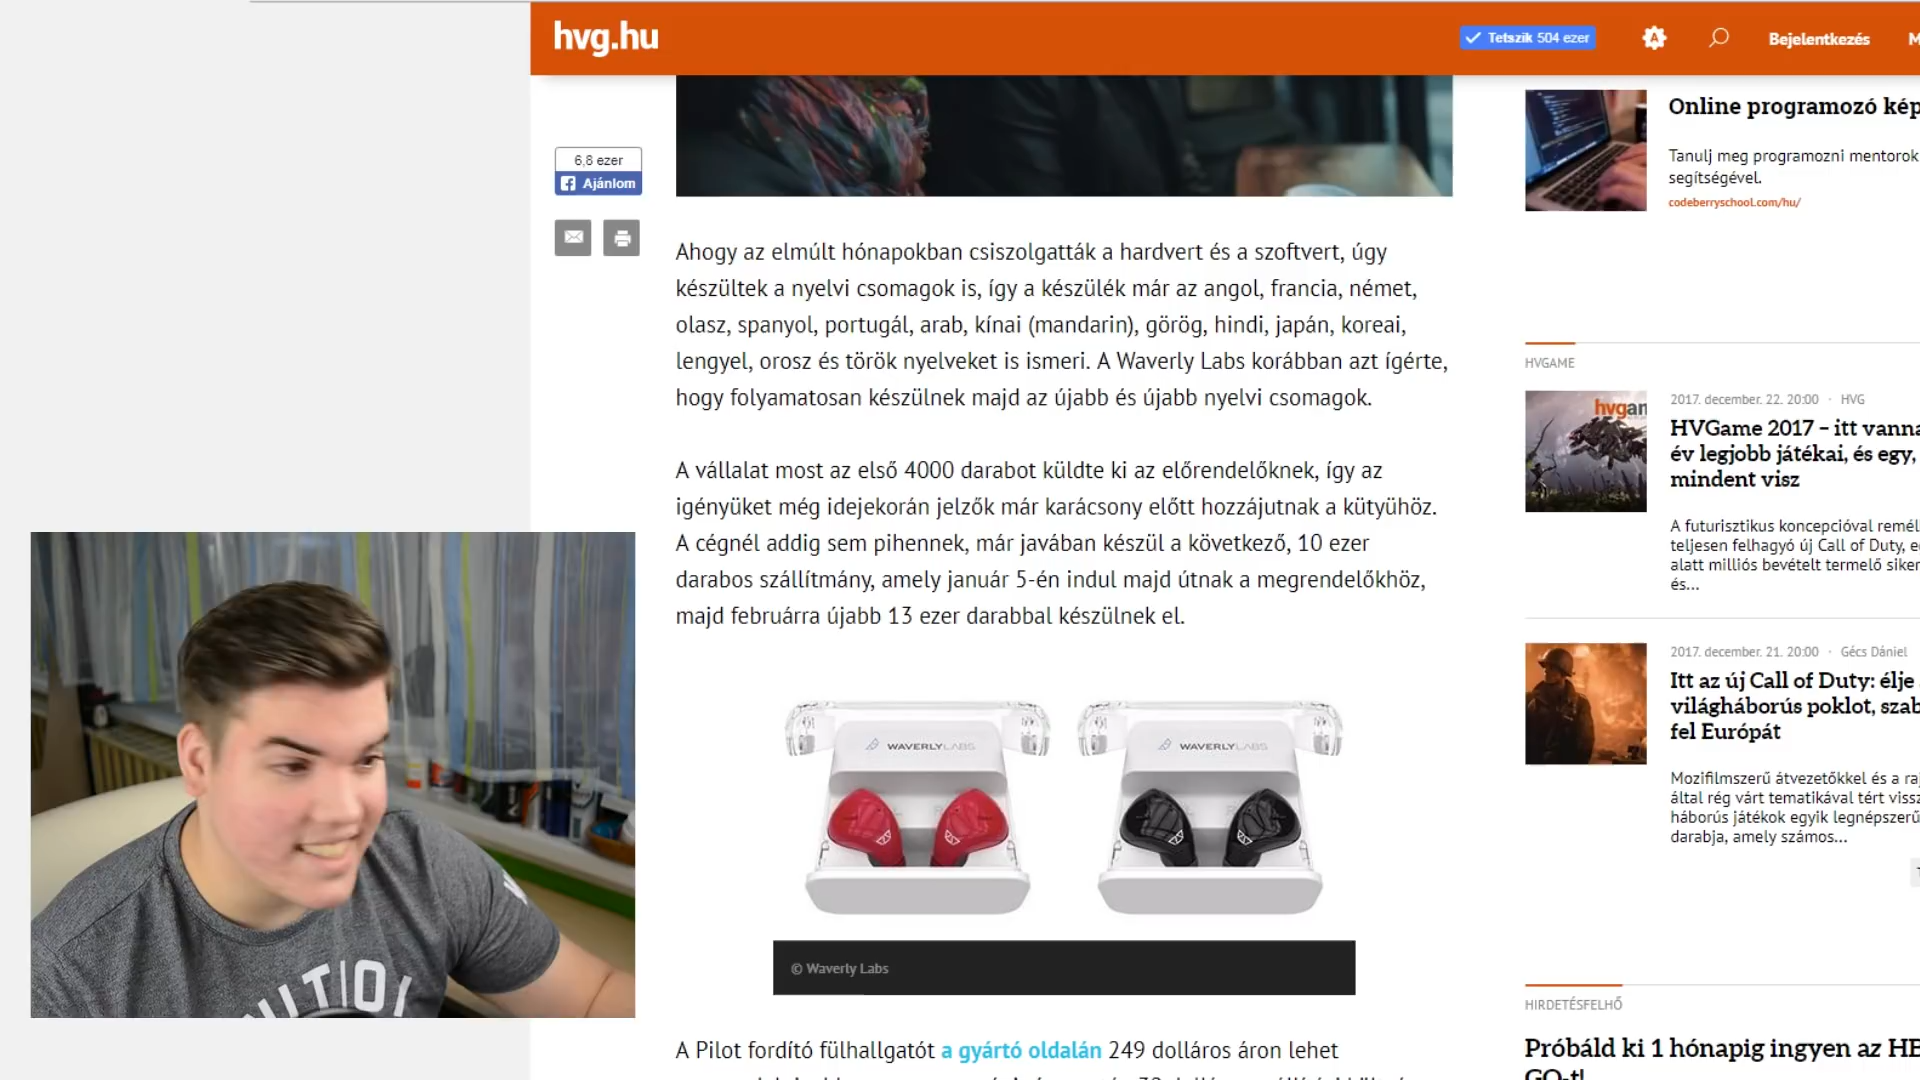 hvg.hu
Tetszik 504 ezer
Bejelentkezés
6,8 ezer
Ajánlom
Ahogy az elmúlt hónapokban csiszolgatták a hardvert és a szoftvert, úgy
készültek a nyelvi csomagok is, így a készülék már az angol, francia, német,
olasz, spanyol, portugál, arab, kínai (mandarin), görög, hindi, japán, koreai,
lengyel, orosz és török nyelveket is ismeri. A Waverly Labs korábban azt ígérte,
hogy folyamatosan készülnek majd az újabb és újabb nyelvi csomagok.
A vállalat most az első 4000 darabot küldte ki az előrendelőknek, így az
igényüket még idejekorán jelzők már karácsony előtt hozzájutnak a kütyühöz.
A cégnél addig sem pihennek, már javában készül a következő, 10 ezer
darabos szállítmány, amely január 5-én indul majd útnak a megrendelőkhöz,
majd februárra újabb 13 ezer darabbal készülnek el.
WAVERLYLABS
WAVERLYLABS
© Waverly Labs
A Pilot fordító fülhallgatót a gyártó oldalán 249 dolláros áron lehet
Online programozó kép
Tanulj meg programozni mentorok
segítségével.
codeberryschool.com/hu/
HVGAME
hvgam
2017. december. 22. 20:00 · HVG
HVGame 2017 – itt vanna
év legjobb játékai, és egy,
mindent visz
A futurisztikus koncepcióval remél
teljesen felhagyó új Call of Duty, e
alatt milliós bevételt termelő siker
és...
2017. december. 21. 20:00 · Gécs Dániel
Itt az új Call of Duty: élje
világháborús poklot, szab
fel Európát
Mozifilmszerű átvezetőkkel és a raj
által rég várt tematikával tért vissz
háborús játékok egyik legnépszerű
darabja, amely számos...
HIRDETÉSFELHŐ
Próbáld ki 1 hónapig ingyen az HB
GO-t!